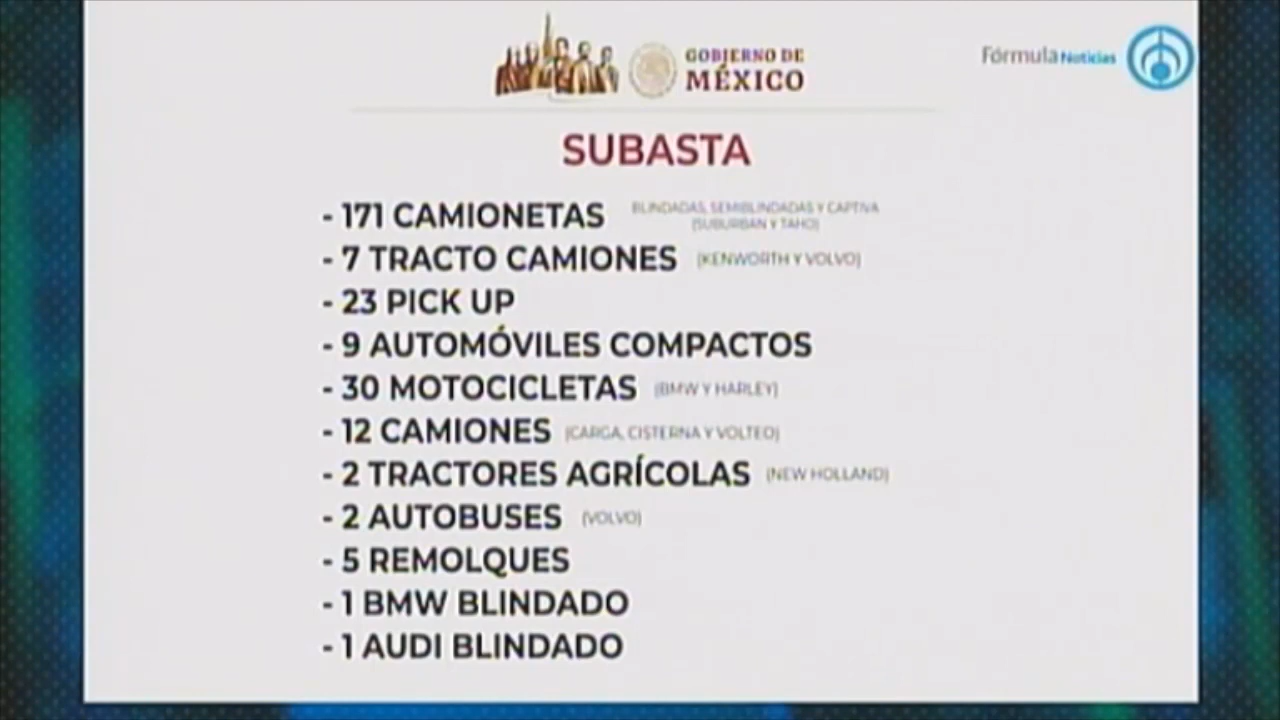 GOBIERNO DE
MÉXICO
Fórmula Noticias
SUBASTA
- 171 CAMIONETAS BLINDADAS, SEMIBLINDADAS Y CAPTIVA
(SUBURBAN Y TAHO)
- 7 TRACTO CAMIONES (KENWORTH Y VOLVO)
- 23 PICK UP
- 9 AUTOMÓVILES COMPACTOS
- 30 MOTOCICLETAS (BMW Y HARLEY)
- 12 CAMIONES (CARGA, CISTERNA Y VOLTEO)
- 2 TRACTORES AGRÍCOLAS (NEW HOLLAND)
- 2 AUTOBUSES (VOLVO)
- 5 REMOLQUES
- 1 BMW BLINDADO
- 1 AUDI BLINDADO